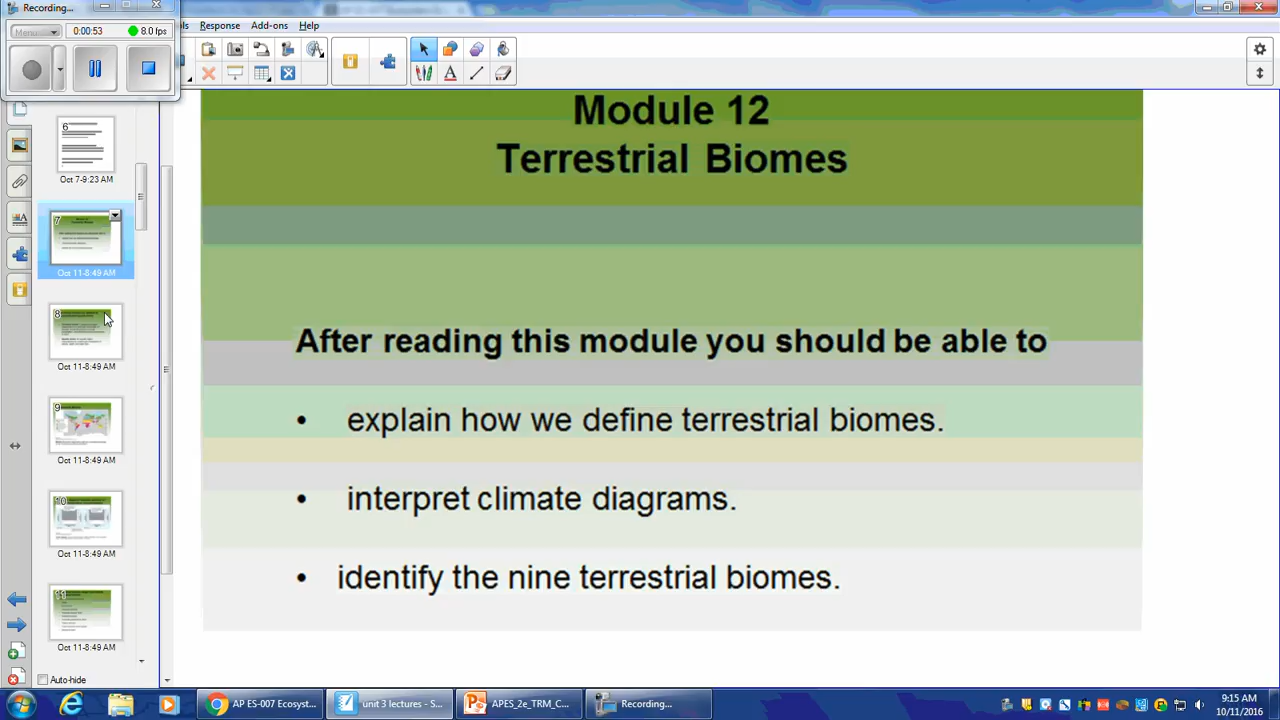 Recording...
Menu
0:00:53
8.0 fps
Response
Add-ons
Help
6
Oct 7-9:23 AM
7
Oct 11-8:49 AM
8
Oct 11-8:49 AM
9
Oct 11-8:49 AM
10
Oct 11-8:49 AM
11
Oct 11-8:49 AM
Auto-hide
Module 12
Terrestrial Biomes
After reading this module you should be able to
• explain how we define terrestrial biomes.
• interpret climate diagrams.
• identify the nine terrestrial biomes.
AP ES-007 Ecosyst...
unit 3 lectures - S...
APES_2e_TRM_C...
Recording...
9:15 AM
10/11/2016